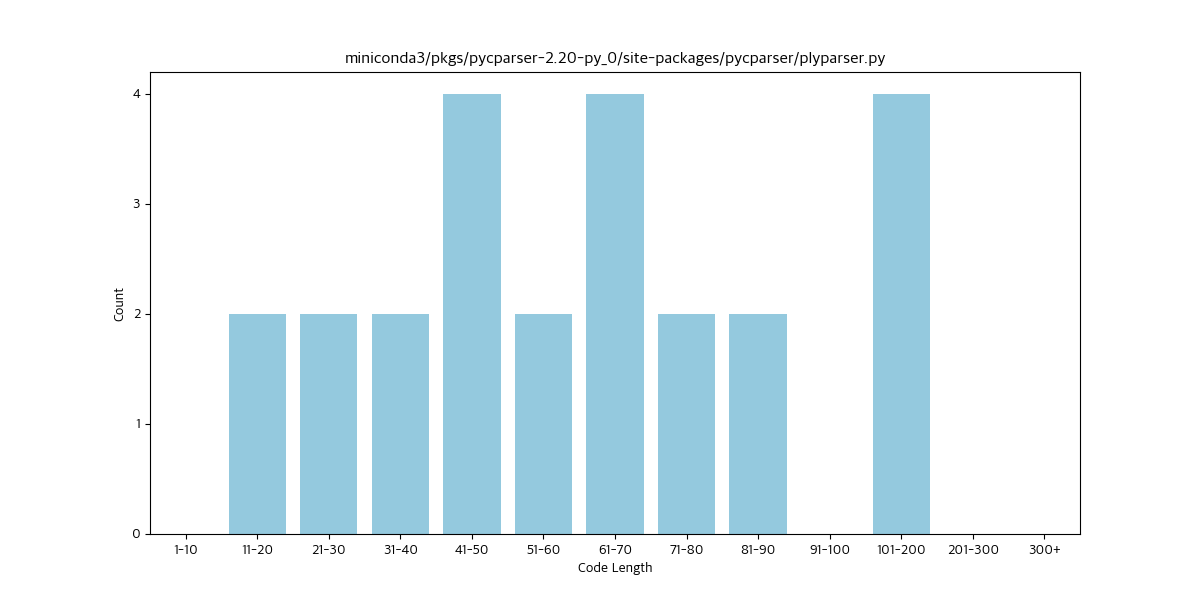 miniconda3/pkgs/pycparser-2.20-py_0/site-packages/pycparser/plyparser.py
4
3
2
1
0
Count
1-10 11-20 21-30 31-40 41-50 51-60 61-70 71-80 81-90 91-100 101-200 201-300 300+
Code Length